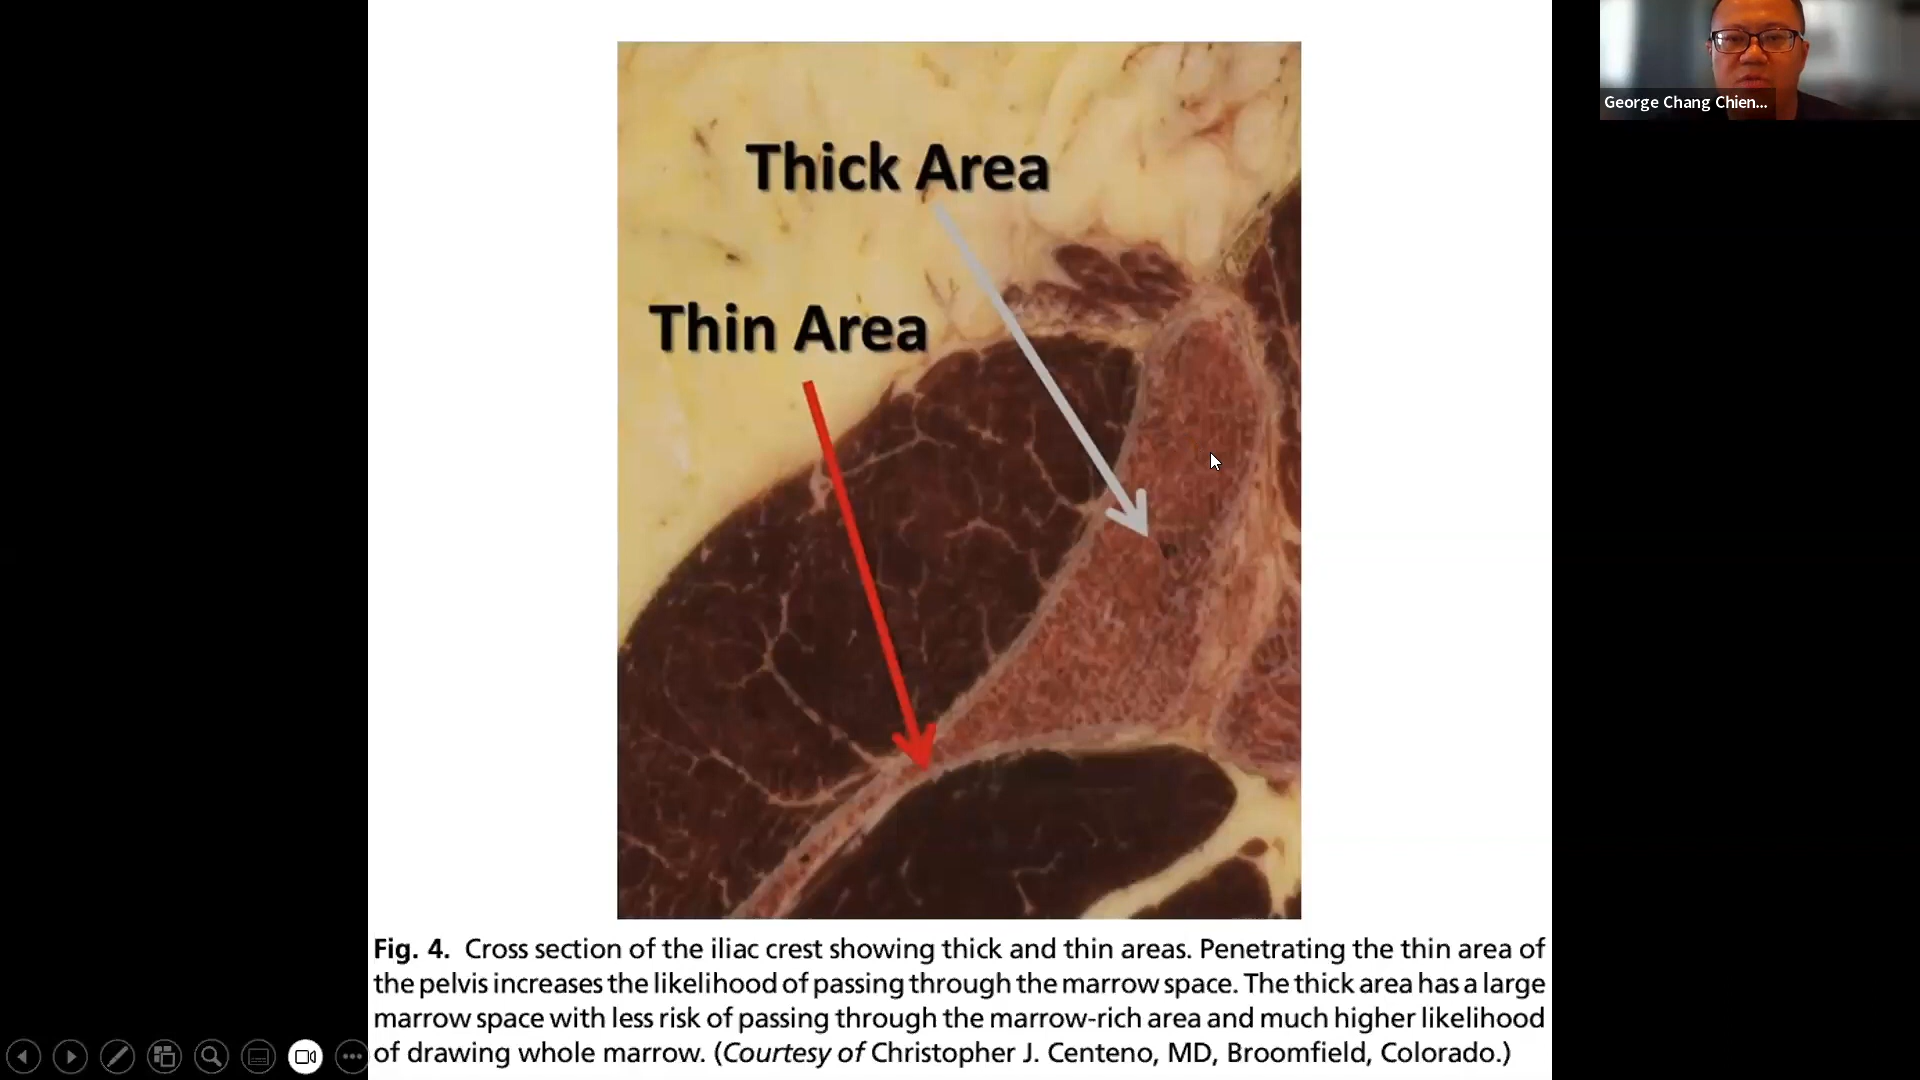 George Chang Chien...
Thick Area
Thin Area
Fig. 4. Cross section of the iliac crest showing thick and thin areas. Penetrating the thin area of
the pelvis increases the likelihood of passing through the marrow space. The thick area has a large
marrow space with less risk of passing through the marrow-rich area and much higher likelihood
of drawing whole marrow. (Courtesy of Christopher J. Centeno, MD, Broomfield, Colorado.)